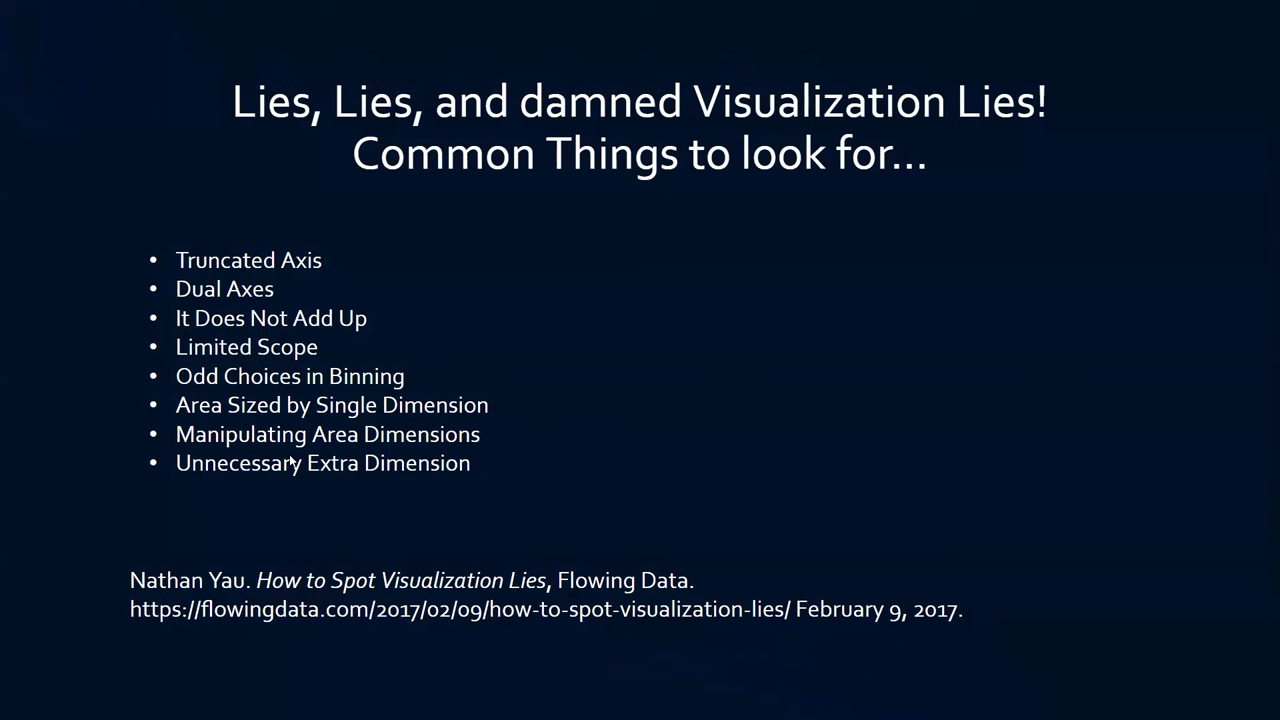 Lies, Lies, and damned Visualization Lies!
Common Things to look for...
• Truncated Axis
• Dual Axes
• It Does Not Add Up
• Limited Scope
• Odd Choices in Binning
• Area Sized by Single Dimension
• Manipulating Area Dimensions
• Unnecessary Extra Dimension
Nathan Yau. How to Spot Visualization Lies, Flowing Data.
https://flowingdata.com/2017/02/09/how-to-spot-visualization-lies/ February 9, 2017.